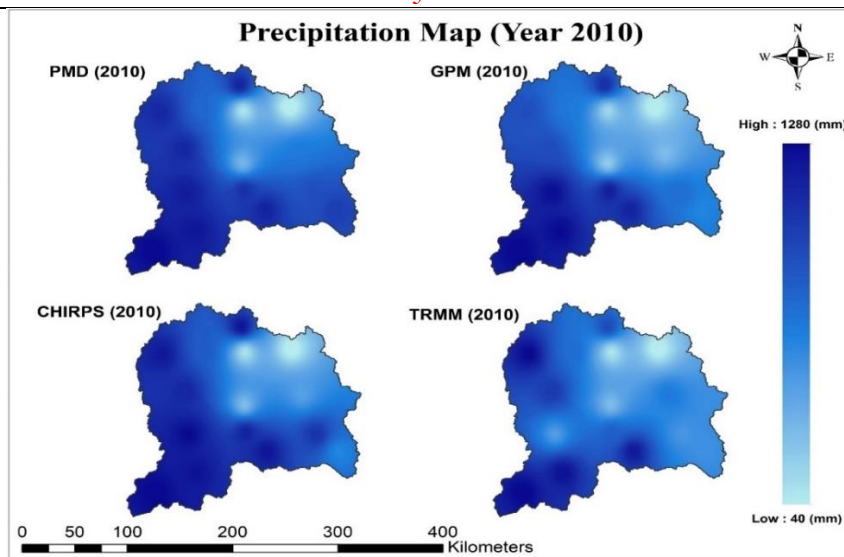 Precipitation Map (Year 2010)
N
W E
S
PMD (2010)
GPM (2010)
High : 1280 (mm)
CHIRPS (2010)
TRMM (2010)
Low : 40 (mm)
0 50 100 200 300 400
Kilometers